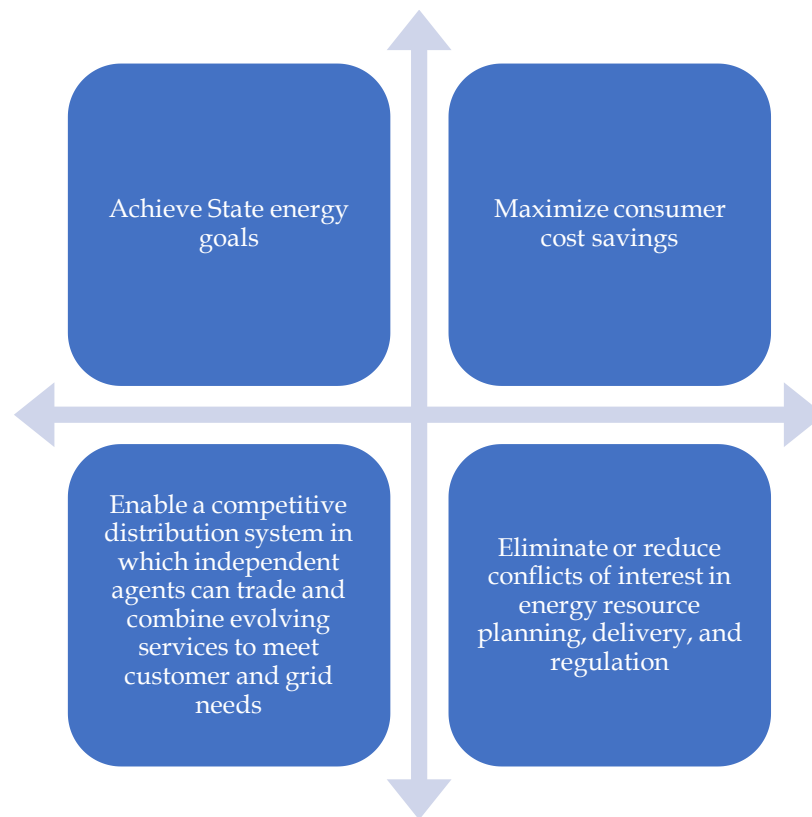 Achieve State energy
goals
Maximize consumer
cost savings
Enable a competitive
distribution system in
which independent
agents can trade and
combine evolving
services to meet
customer and grid
needs
Eliminate or reduce
conflicts of interest in
energy resource
planning, delivery, and
regulation